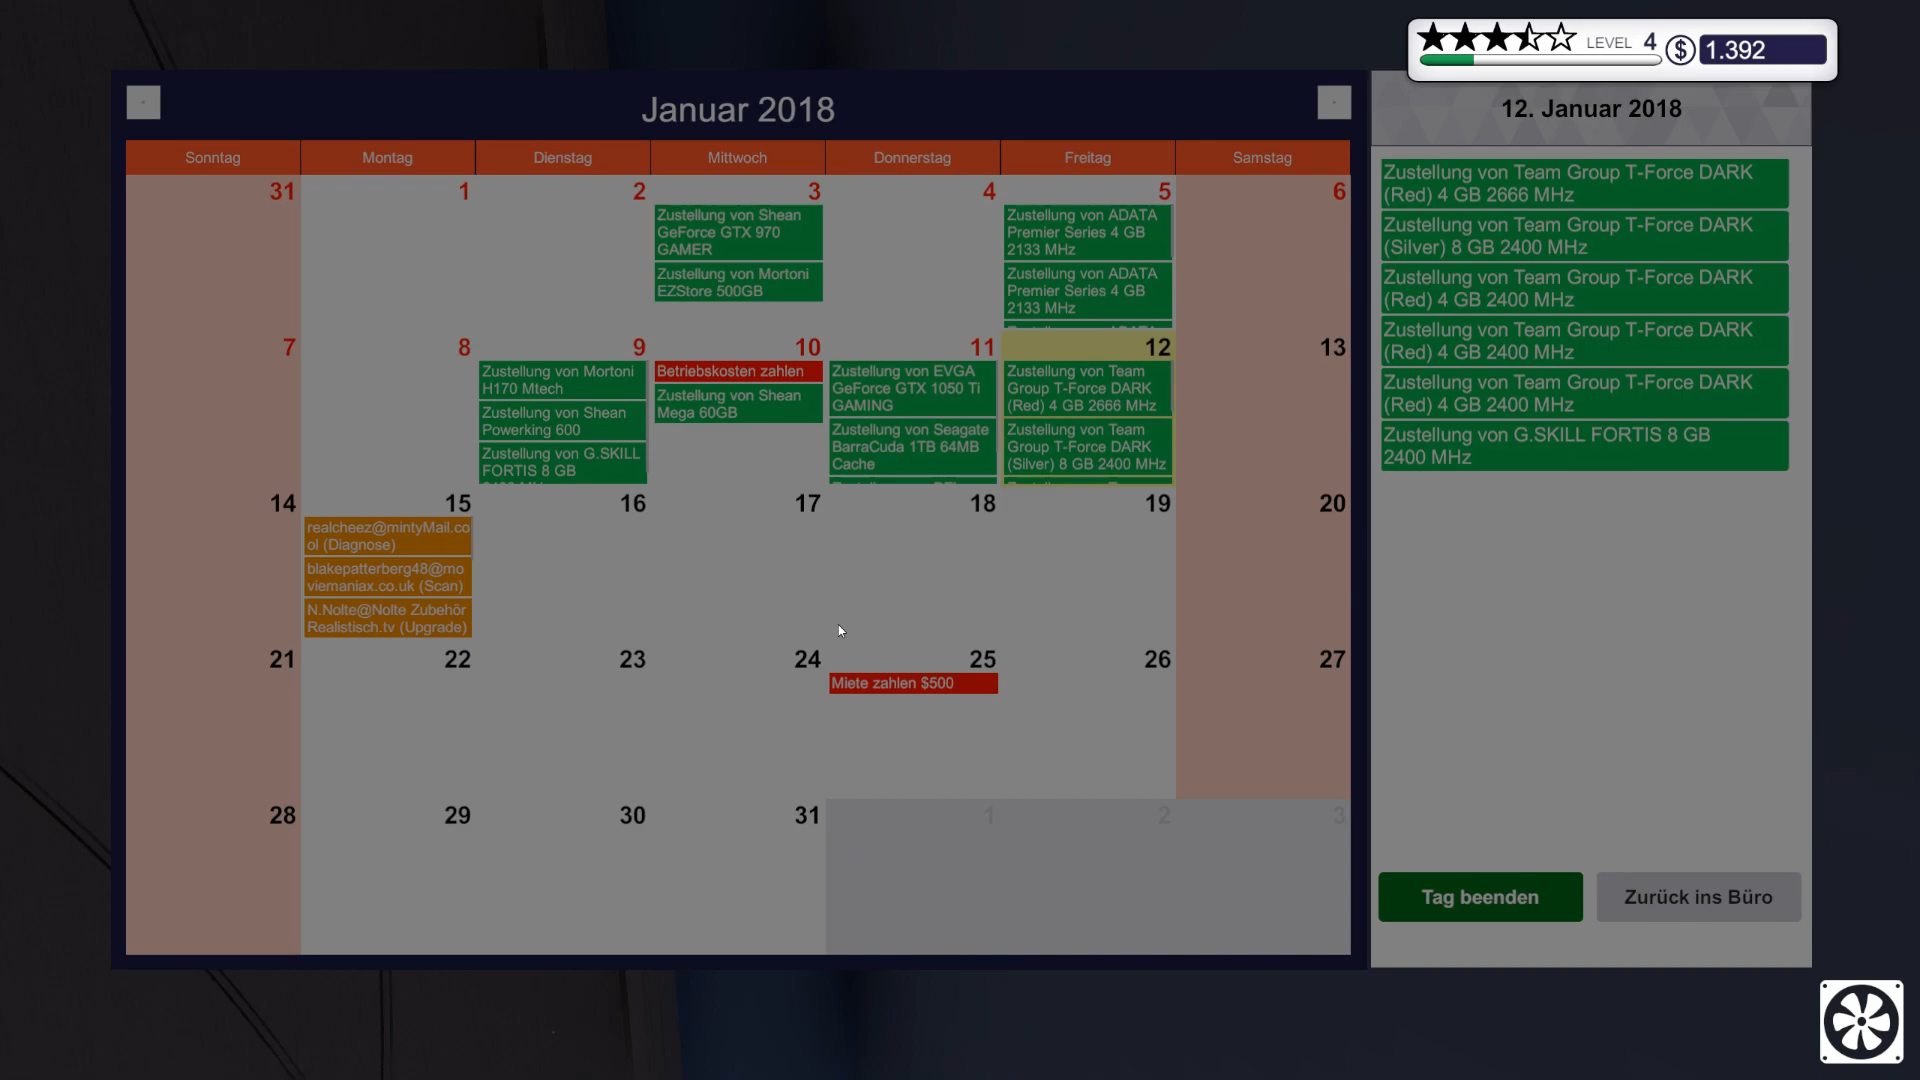 LEVEL 4
$ 1.392
Januar 2018
12. Januar 2018
Sonntag Montag Dienstag Mittwoch Donnerstag Freitag Samstag
31 1 2 3 4 5 6
Zustellung von Shean
GeForce GTX 970
GAMER
Zustellung von Mortoni
EZStore 500GB
Zustellung von ADATA
Premier Series 4 GB
2133 MHz
Zustellung von ADATA
Premier Series 4 GB
2133 MHz
7 8 9 10 11 12 13
Zustellung von Mortoni
H170 Mtech
Zustellung von Shean
Powerking 600
Zustellung von G.SKILL
FORTIS 8 GB
Betriebskosten zahlen
Zustellung von Shean
Mega 60GB
Zustellung von EVGA
GeForce GTX 1050 Ti
GAMING
Zustellung von Seagate
BarraCuda 1TB 64MB
Cache
Zustellung von Team
Group T-Force DARK
(Red) 4 GB 2666 MHz
Zustellung von Team
Group T-Force DARK
(Silver) 8 GB 2400 MHz
14 15 16 17 18 19 20
realcheez@mintyMail.co
ol (Diagnose)
blakepatterberg48@mo
viemaniax.co.uk (Scan)
N.Nolte@Nolte Zubehör
Realistisch.tv (Upgrade)
21 22 23 24 25 26 27
Miete zahlen $500
28 29 30 31 1 2 3
Zustellung von Team Group T-Force DARK
(Red) 4 GB 2666 MHz
Zustellung von Team Group T-Force DARK
(Silver) 8 GB 2400 MHz
Zustellung von Team Group T-Force DARK
(Red) 4 GB 2400 MHz
Zustellung von Team Group T-Force DARK
(Red) 4 GB 2400 MHz
Zustellung von Team Group T-Force DARK
(Red) 4 GB 2400 MHz
Zustellung von G.SKILL FORTIS 8 GB
2400 MHz
Tag beenden
Zurück ins Büro